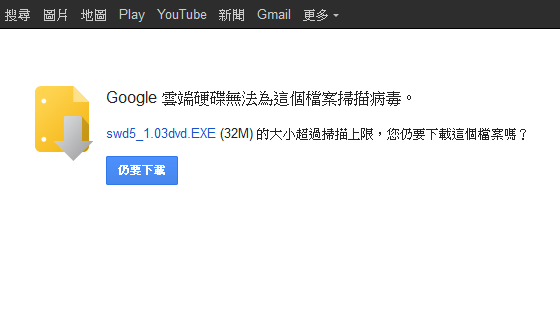 搜尋 圖片 地圖 Play YouTube 新聞 Gmail 更多
Google 雲端硬碟無法為這個檔案掃描病毒。
swd5_1.03dvd.EXE (32M) 的大小超過掃描上限，您仍要下載這個檔案嗎？
仍要下載